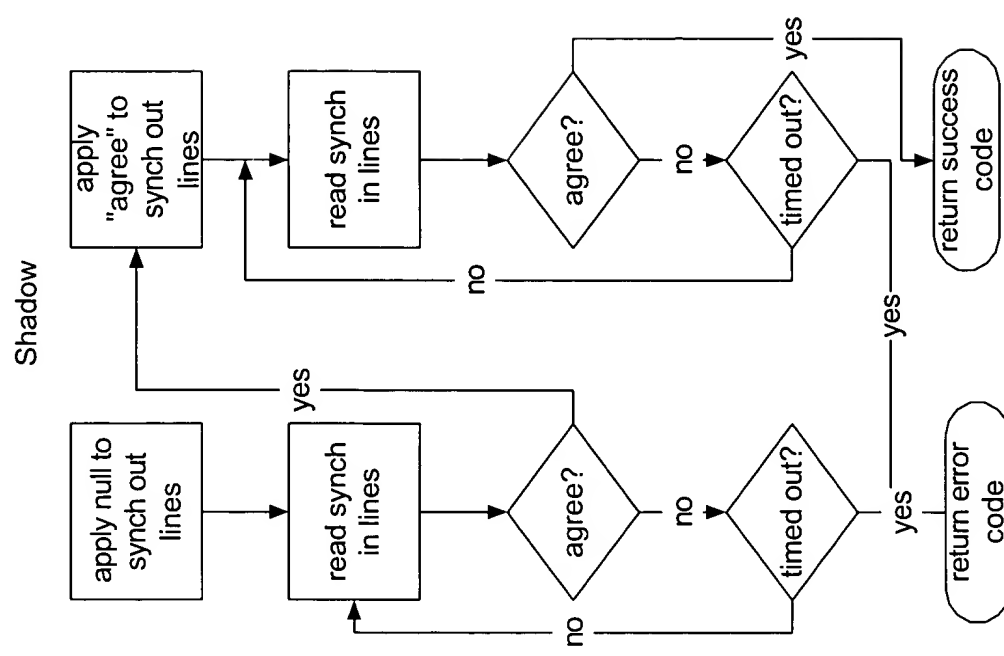 Shadow
apply null to
synch out
lines
read synch
in lines
agree?
yes
no
timed out?
no
yes
return error
code
apply
"agree" to
synch out
lines
read synch
in lines
agree?
yes
no
timed out?
no
yes
return success
code